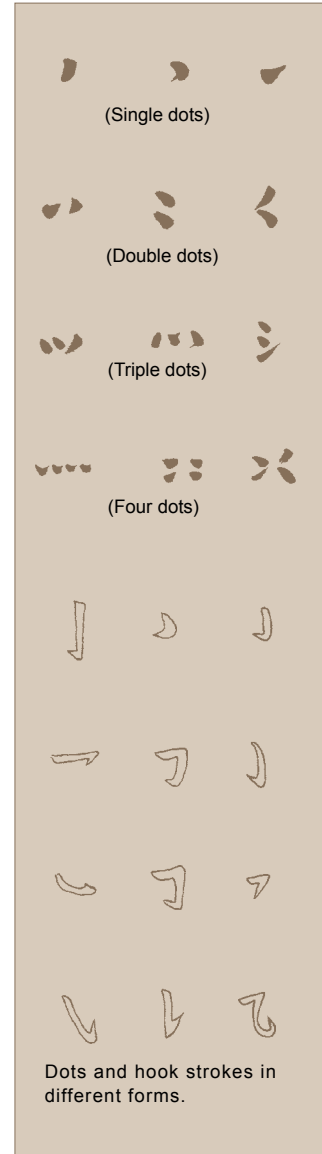 (Single dots)
(Double dots)
(Triple dots)
(Four dots)
Dots and hook strokes in
different forms.